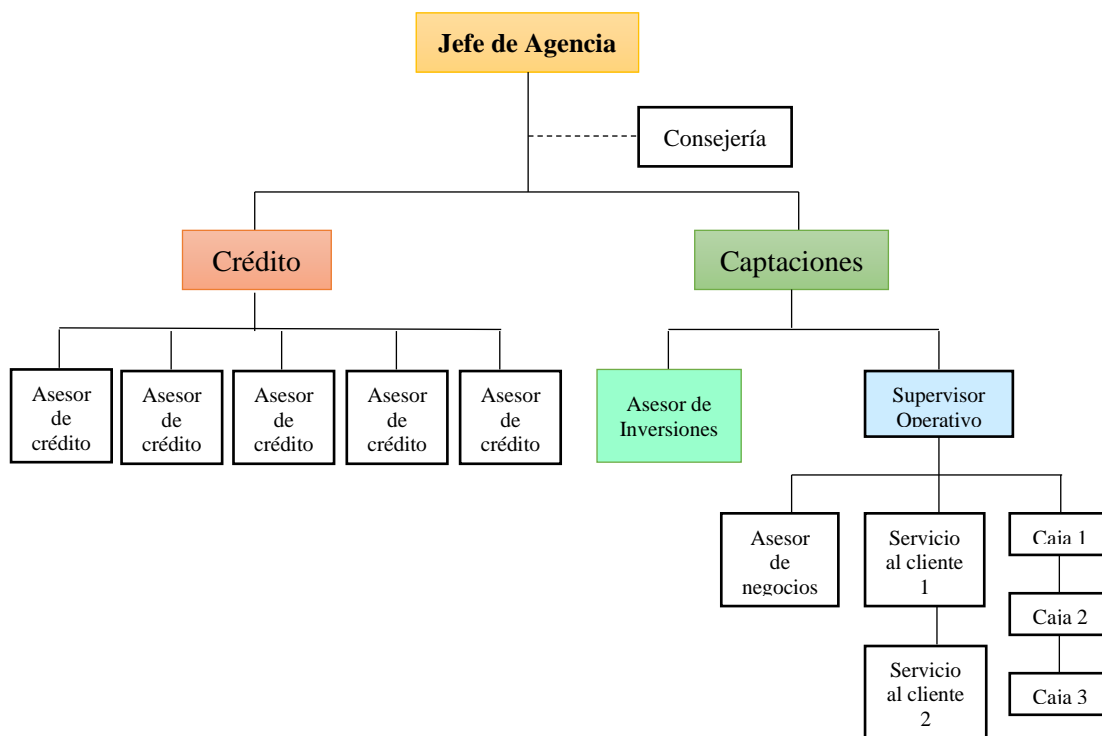 Jefe de Agencia
Consejería
Crédito
Captaciones
Asesor
de
crédito
Asesor
de
crédito
Asesor
de
crédito
Asesor
de
crédito
Asesor
de
crédito
Asesor de
Inversiones
Supervisor
Operativo
Asesor
de
negocios
Servicio
al cliente
1
Servicio
al cliente
2
Caja 1
Caja 2
Caja 3